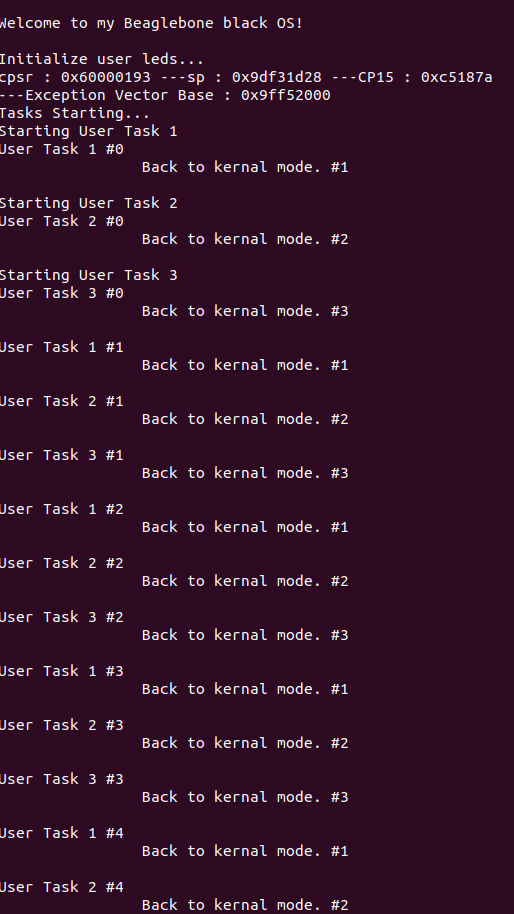 Welcome to my Beaglebone black OS!
Initialize user leds...
cpsr : 0x60000193 ---sp : 0x9df31d28 ---CP15 : 0xc5187a
---Exception Vector Base : 0x9ff52000
Tasks Starting...
Starting User Task 1
User Task 1 #0
Back to kernal mode. #1
Starting User Task 2
User Task 2 #0
Back to kernal mode. #2
Starting User Task 3
User Task 3 #0
Back to kernal mode. #3
User Task 1 #1
Back to kernal mode. #1
User Task 2 #1
Back to kernal mode. #2
User Task 3 #1
Back to kernal mode. #3
User Task 1 #2
Back to kernal mode. #1
User Task 2 #2
Back to kernal mode. #2
User Task 3 #2
Back to kernal mode. #3
User Task 1 #3
Back to kernal mode. #1
User Task 2 #3
Back to kernal mode. #2
User Task 3 #3
Back to kernal mode. #3
User Task 1 #4
Back to kernal mode. #1
User Task 2 #4
Back to kernal mode. #2